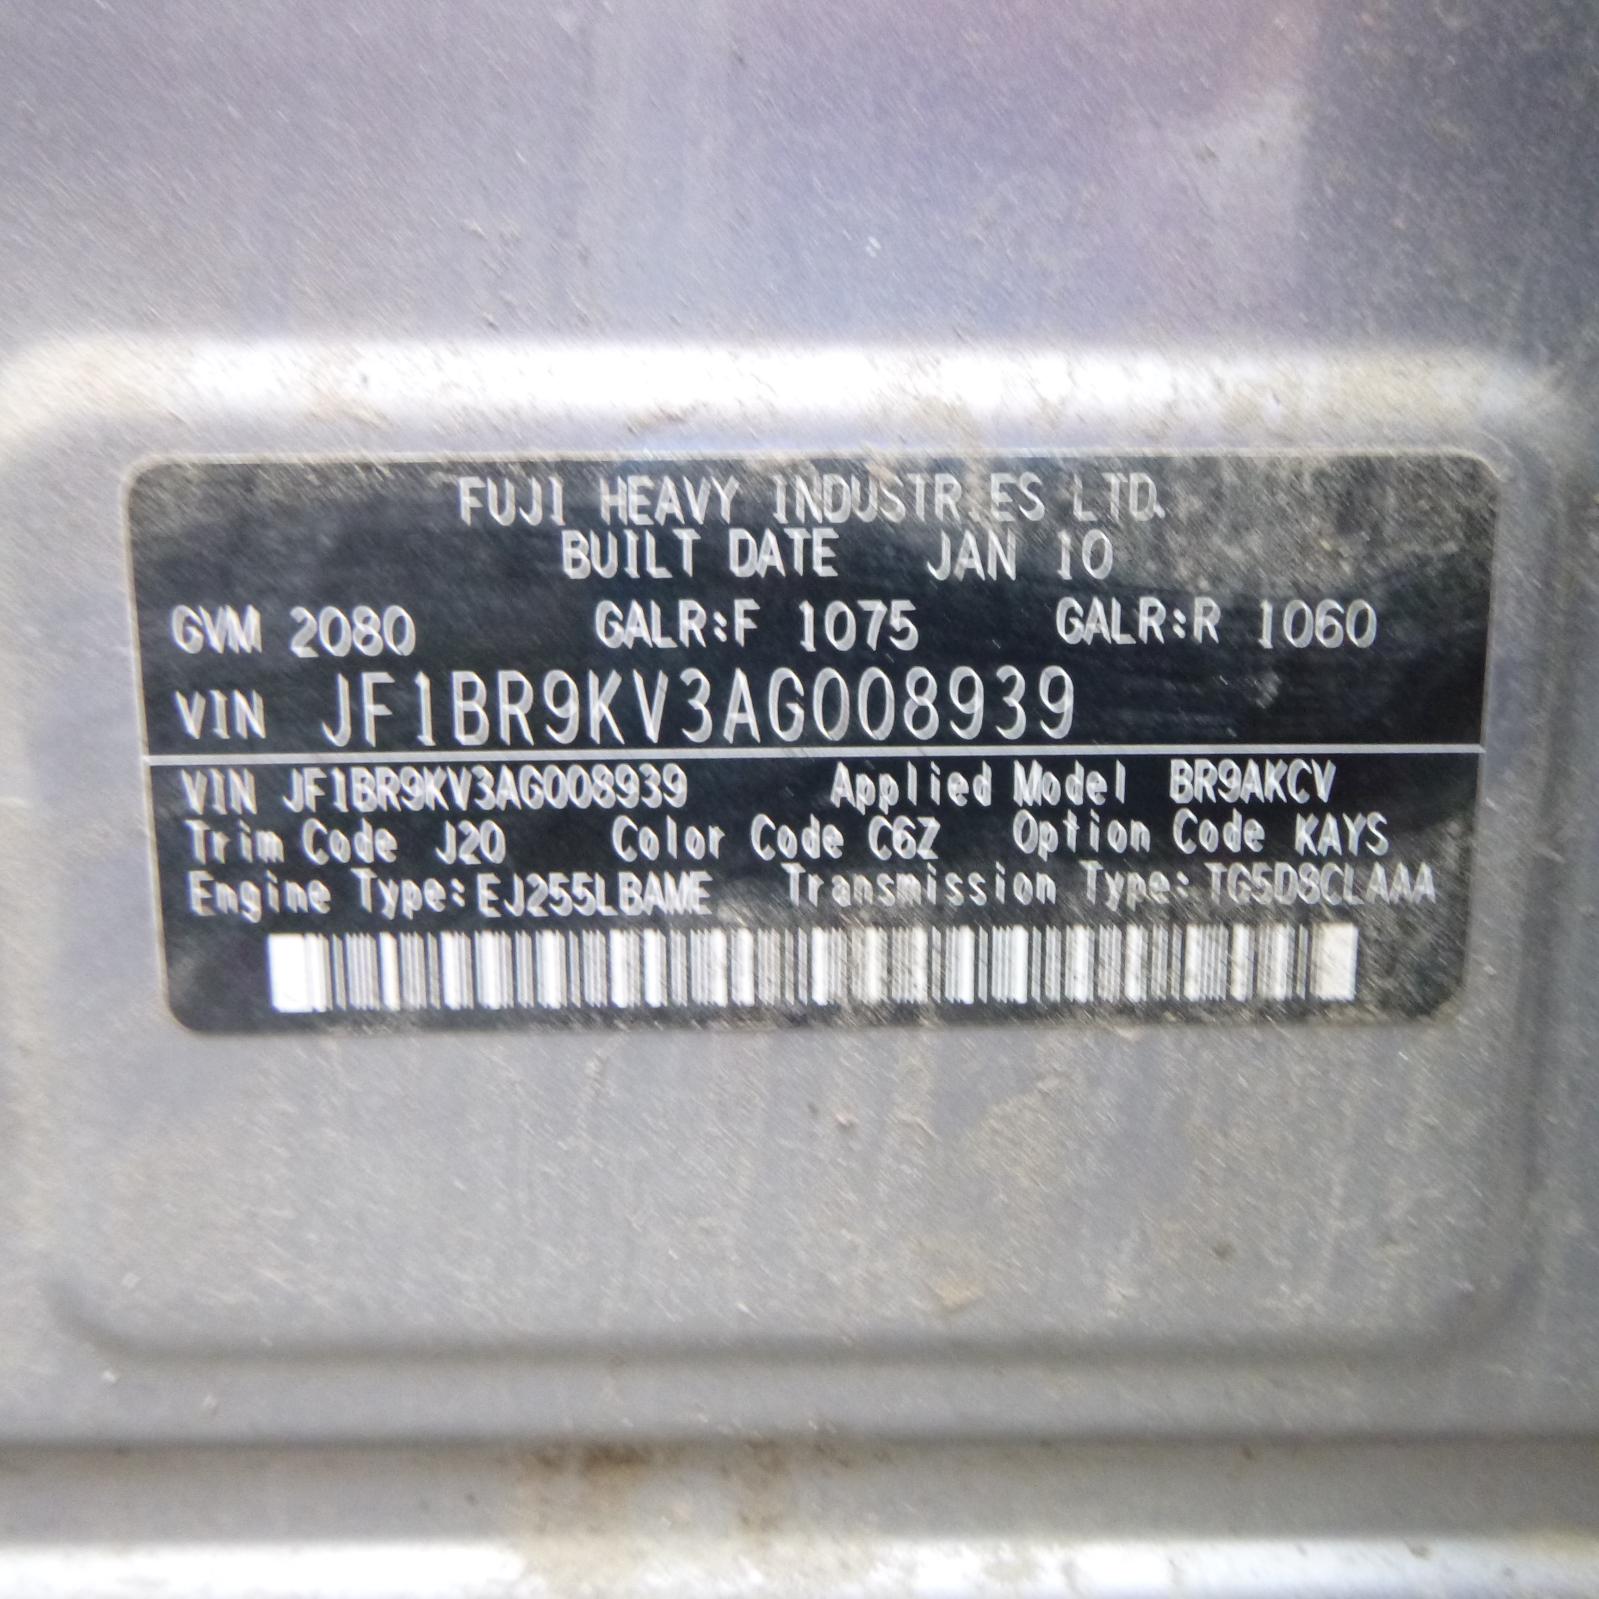 FUJI HEAVY INDUSTRIES LTD.
BUILT DATE JAN 10
GVM 2080 GALR:F 1075 GALR:R 1060
VIN JF1BR9KV3AG008939
VIN JF1BR9KV3AG008939 Applied Model BR9AKCV
Trim Code J20 Color Code C6Z Option Code KAYS
Engine Type:EJ255LBAME Transmission Type:TG5D8CLAAA